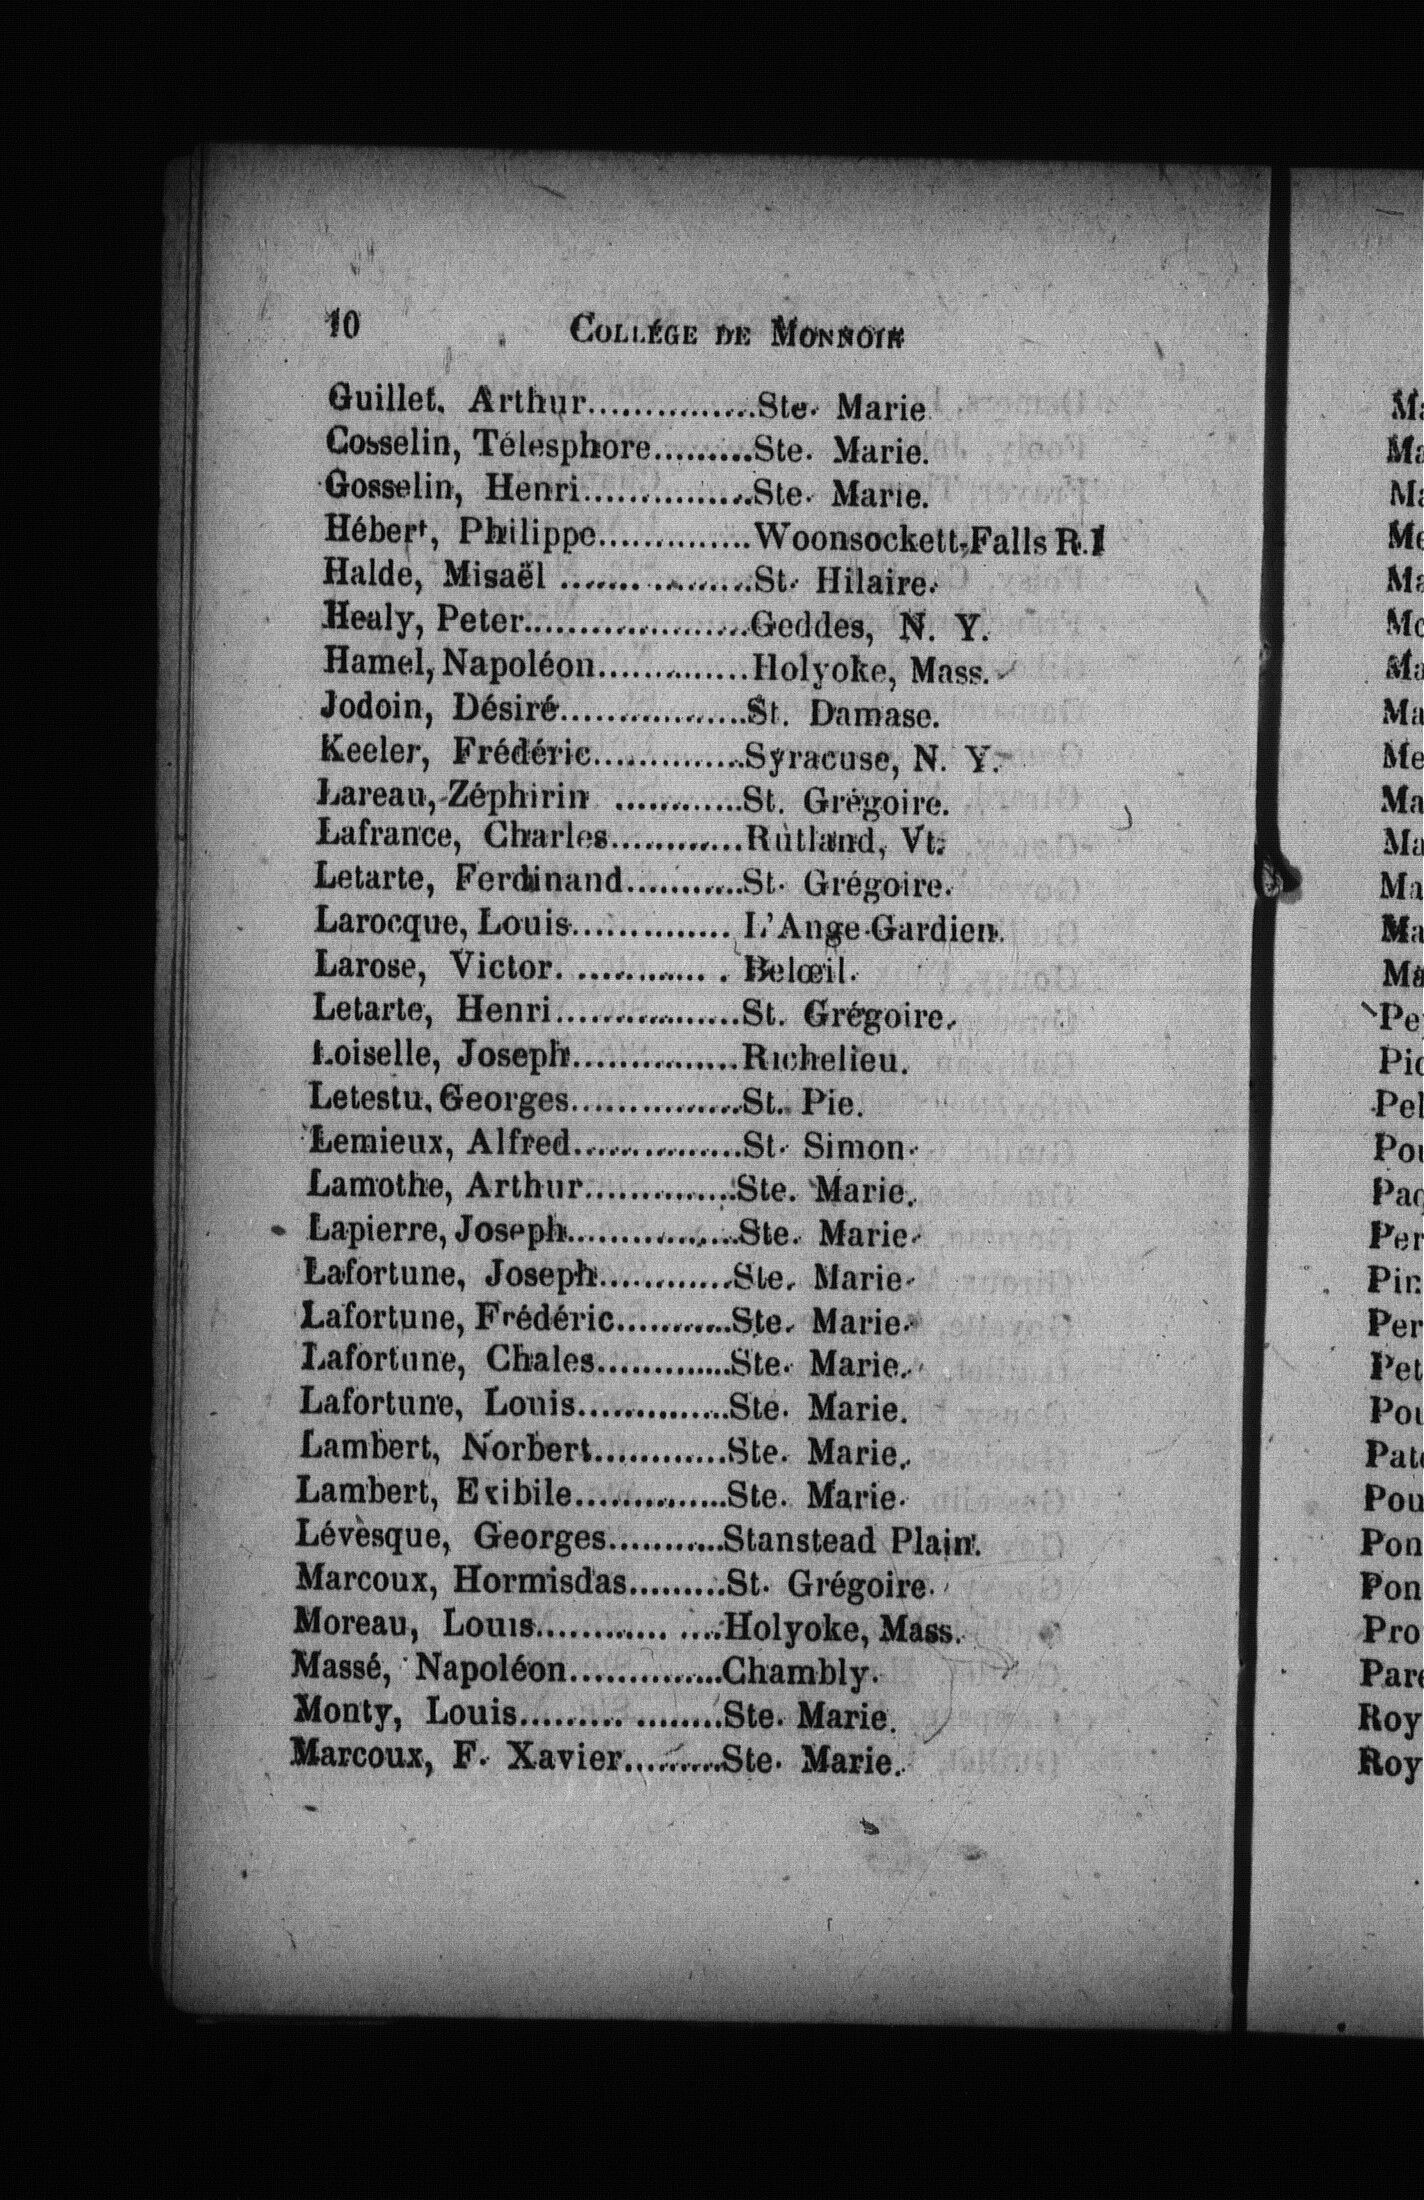 10 COLLÉGE DE MONNOIR
Guillet. Arthur...............Ste. Marie
Cosselin, Télesphore.........Ste. Marie.
Gosselin, Henri...............Ste. Marie.
Hébert, Philippe..............Woonsockett-Falls R.I
Halde, Misaël .................St. Hilaire.
Healy, Peter....................Geddes, N. Y.
Hamel, Napoléon..............Holyoke, Mass.
Jodoin, Désiré.................St. Damase.
Keeler, Frédéric..............Syracuse, N. Y.
Lareau, Zéphirin ............St. Grégoire.
Lafrance, Charles............Rutland, Vt.
Letarte, Ferdinand...........St. Grégoire.
Larocque, Louis.............. L'Ange Gardien.
Larose, Victor. ............ . Belœil.
Letarte, Henri.................St. Grégoire.
Loiselle, Joseph...............Richelieu.
Letestu, Georges...............St. Pie.
Lemieux, Alfred...............St. Simon.
Lamothe, Arthur..............Ste. Marie.
Lapierre, Joseph................Ste. Marie.
Lafortune, Joseph............Ste. Marie.
Lafortune, Frédéric...........Ste. Marie.
Lafortune, Chales.............Ste. Marie.
Lafortune, Louis..............Ste. Marie.
Lambert, Norbert............Ste. Marie.
Lambert, Exibile..............Ste. Marie.
Lévèsque, Georges...........Stanstead Plain.
Marcoux, Hormisdas.........St. Grégoire.
Moreau, Louis............ ....Holyoke, Mass.
Massé, Napoléon..............Chambly.
Monty, Louis......... ........Ste. Marie.
Marcoux, F. Xavier.........Ste. Marie.